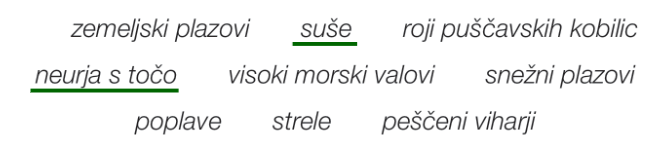 zemeljski plazovi suše roji puščavskih kobilic
neurja s točo visoki morski valovi snežni plazovi
poplave strele peščeni viharji